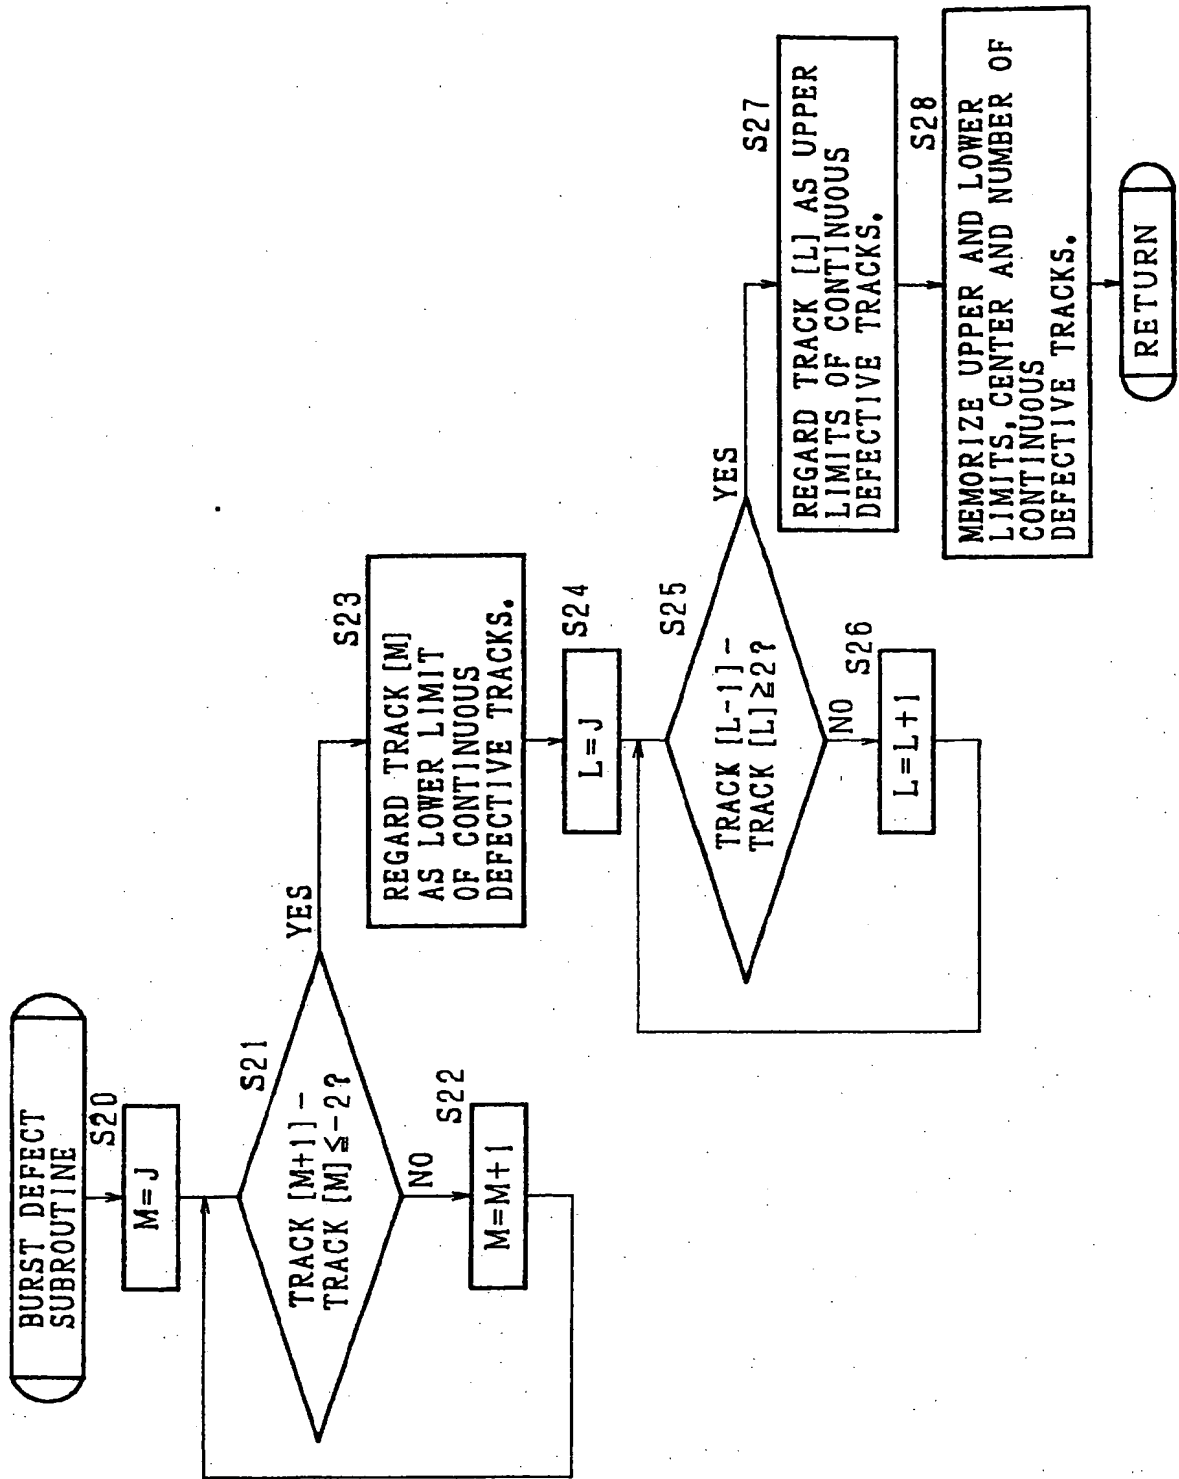 BURST DEFECT
SUBROUTINE
S20
M=J
S21
TRACK [M+1] -
TRACK [M]≦-2?
YES
NO
S22
M=M+1
S23
REGARD TRACK [M]
AS LOWER LIMIT
OF CONTINUOUS
DEFECTIVE TRACKS.
S24
L=J
S25
TRACK [L-1] -
TRACK [L]≧2?
YES
NO
S26
L=L+1
S27
REGARD TRACK [L] AS UPPER
LIMITS OF CONTINUOUS
DEFECTIVE TRACKS.
S28
MEMORIZE UPPER AND LOWER
LIMITS, CENTER AND NUMBER OF
CONTINUOUS
DEFECTIVE TRACKS.
RETURN